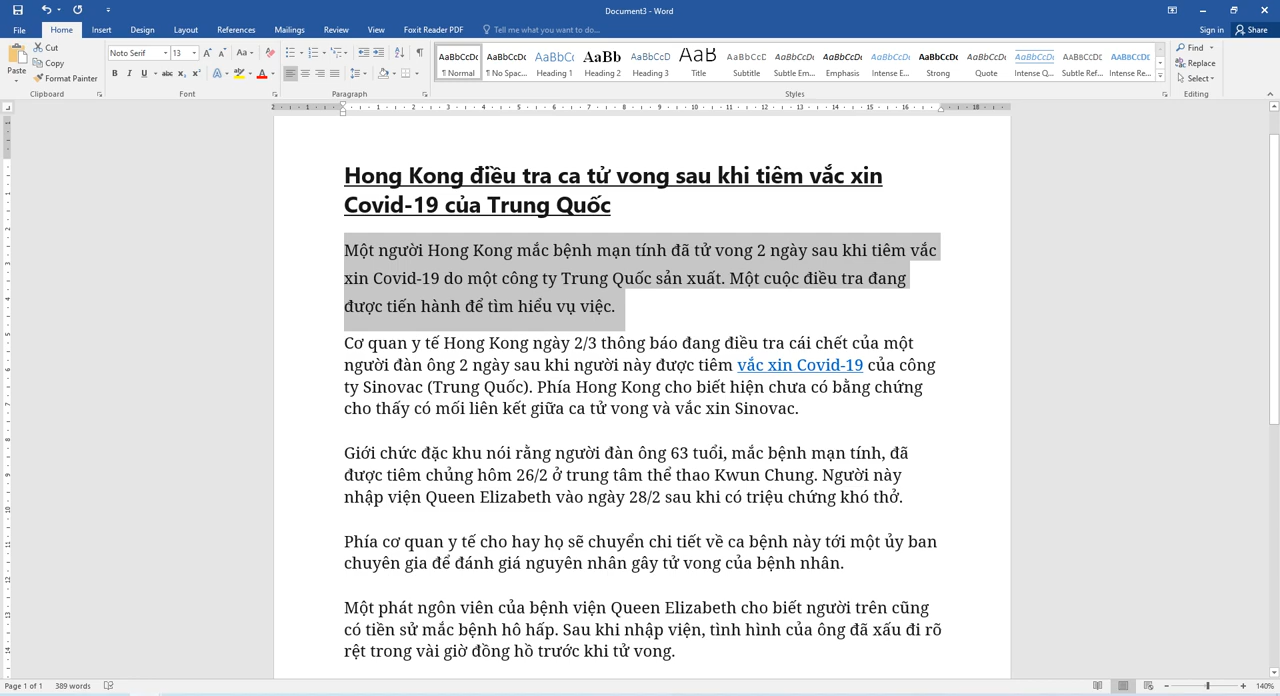 Document3 - Word
Sign in
Share
File
Home
Insert
Design
Layout
References
Mailings
Review
View
Foxit Reader PDF
Tell me what you want to do...
Paste
Cut
Copy
Format Painter
Clipboard
Noto Serif
13
Font
Paragraph
AaBbCcDc
¶ Normal
AaBbCcDc
¶ No Spac...
AaBbCc
Heading 1
AaBb
Heading 2
AaBbCcD
Heading 3
AaB
Title
AaBbCcD
Subtitle
AaBbCcDc
Subtle Em...
AaBbCcDc
Emphasis
AaBbCcDc
Intense E...
AaBbCcDc
Strong
AaBbCcDc
Quote
AaBbCcDc
Intense Q...
AABBCCDD
Subtle Ref...
AABBCCDD
Intense Re...
Styles
Find
Replace
Select
Editing
Hong Kong điều tra ca tử vong sau khi tiêm vắc xin
Covid-19 của Trung Quốc
Một người Hong Kong mắc bệnh mạn tính đã tử vong 2 ngày sau khi tiêm vắc
xin Covid-19 do một công ty Trung Quốc sản xuất. Một cuộc điều tra đang
được tiến hành để tìm hiểu vụ việc.
Cơ quan y tế Hong Kong ngày 2/3 thông báo đang điều tra cái chết của một
người đàn ông 2 ngày sau khi người này được tiêm vắc xin Covid-19 của công
ty Sinovac (Trung Quốc). Phía Hong Kong cho biết hiện chưa có bằng chứng
cho thấy có mối liên kết giữa ca tử vong và vắc xin Sinovac.
Giới chức đặc khu nói rằng người đàn ông 63 tuổi, mắc bệnh mạn tính, đã
được tiêm chủng hôm 26/2 ở trung tâm thể thao Kwun Chung. Người này
nhập viện Queen Elizabeth vào ngày 28/2 sau khi có triệu chứng khó thở.
Phía cơ quan y tế cho hay họ sẽ chuyển chi tiết về ca bệnh này tới một ủy ban
chuyên gia để đánh giá nguyên nhân gây tử vong của bệnh nhân.
Một phát ngôn viên của bệnh viện Queen Elizabeth cho biết người trên cũng
có tiền sử mắc bệnh hô hấp. Sau khi nhập viện, tình hình của ông đã xấu đi rõ
rệt trong vài giờ đồng hồ trước khi tử vong.
Page 1 of 1
389 words
140%